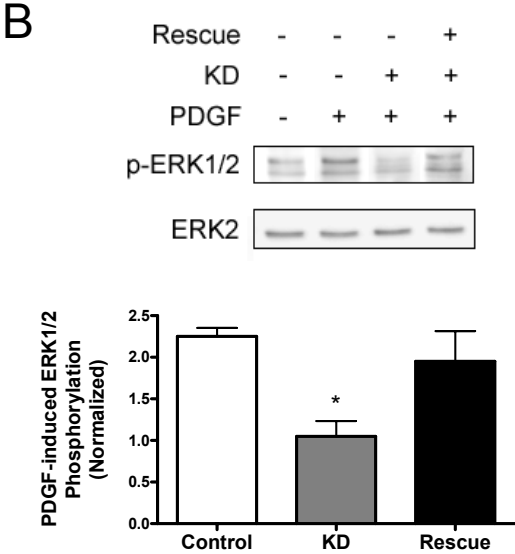 B
Rescue - - - +
KD - - + +
PDGF - + + +
p-ERK1/2
ERK2
PDGF-induced ERK1/2
Phosphorylation
(Normalized)
2.5
2.0
1.5
1.0
0.5
0.0
*
Control KD Rescue